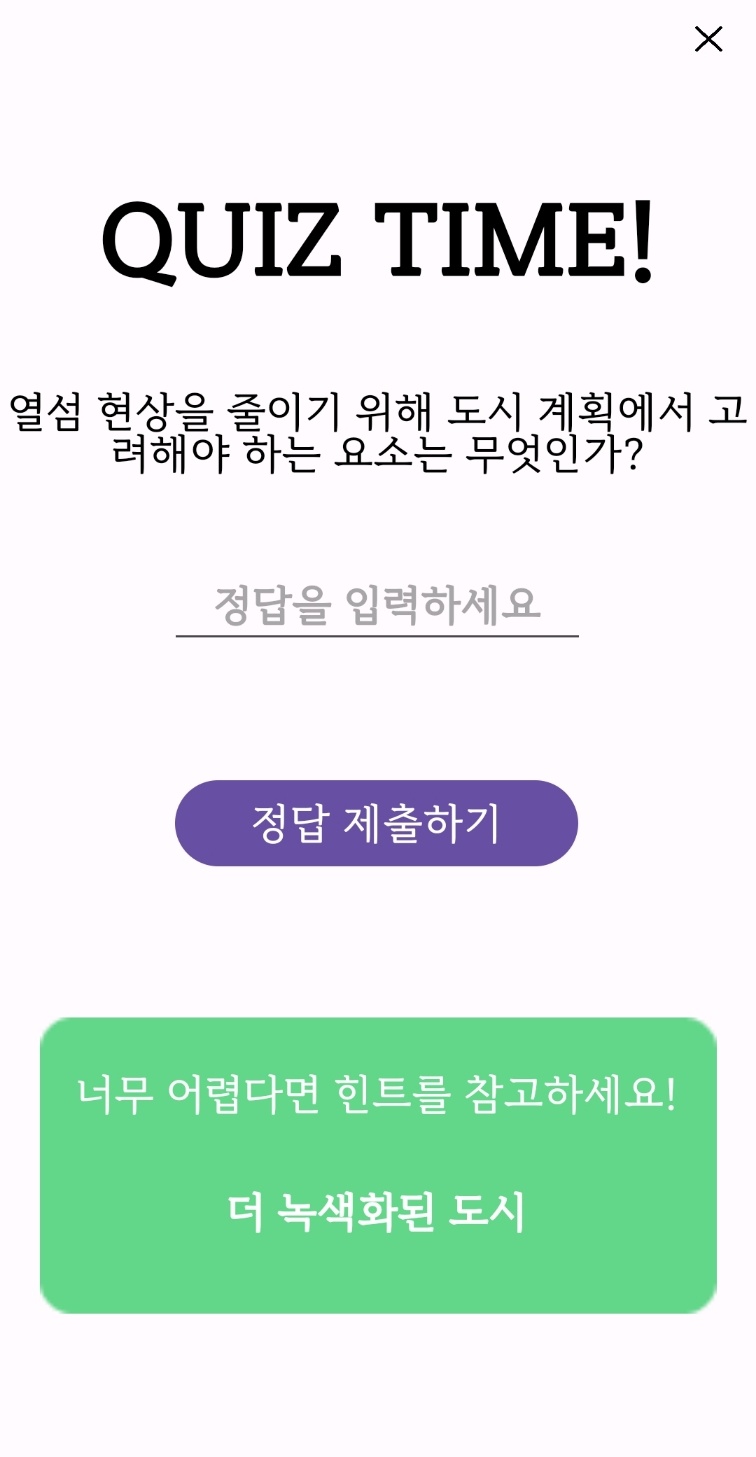 QUIZ TIME!
열섬 현상을 줄이기 위해 도시 계획에서 고
려해야 하는 요소는 무엇인가?
정답을 입력하세요
정답 제출하기
너무 어렵다면 힌트를 참고하세요!
더 녹색화된 도시